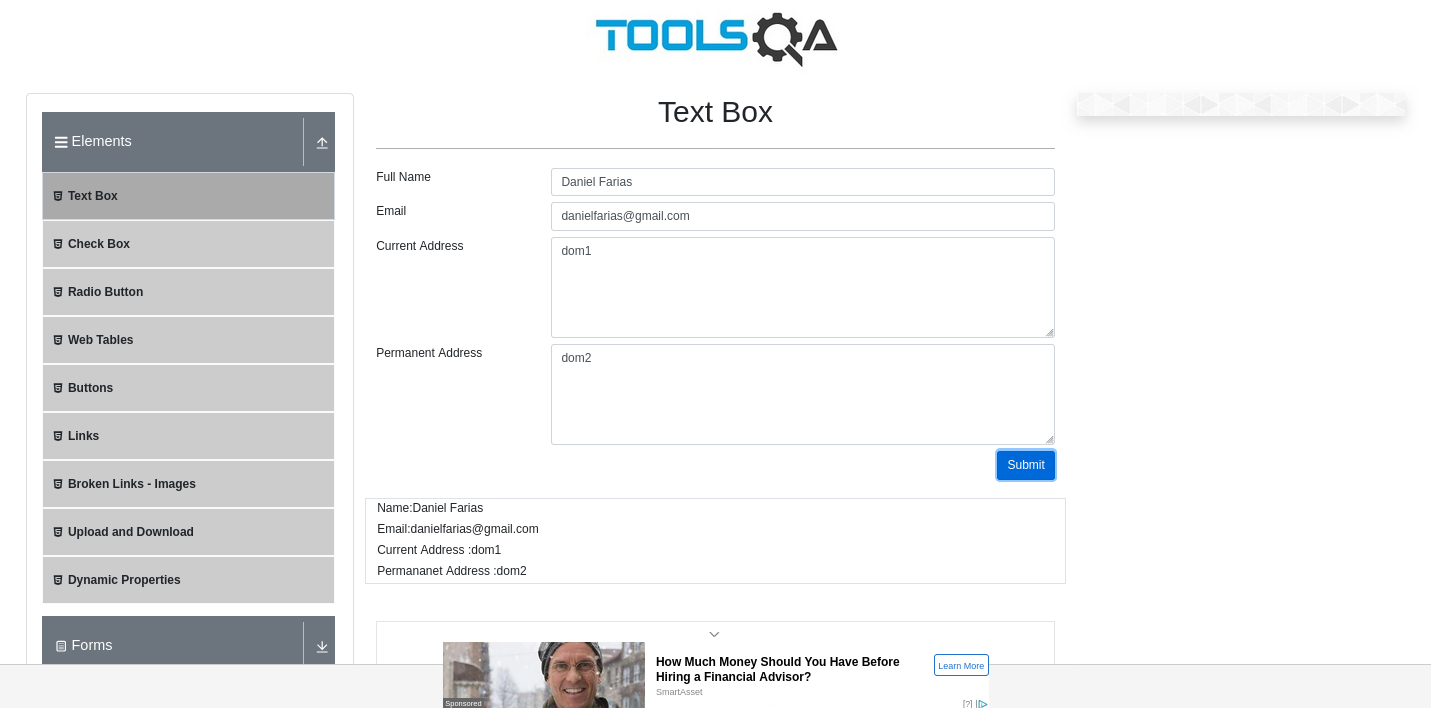 TOOLSQA
Elements
Text Box
Check Box
Radio Button
Web Tables
Buttons
Links
Broken Links - Images
Upload and Download
Dynamic Properties
Forms
Text Box
Full Name
Daniel Farias
Email
danielfarias@gmail.com
Current Address
dom1
Permanent Address
dom2
Submit
Name:Daniel Farias
Email:danielfarias@gmail.com
Current Address :dom1
Permananet Address :dom2
Sponsored
How Much Money Should You Have Before
Hiring a Financial Advisor?
SmartAsset
Learn More
[?]